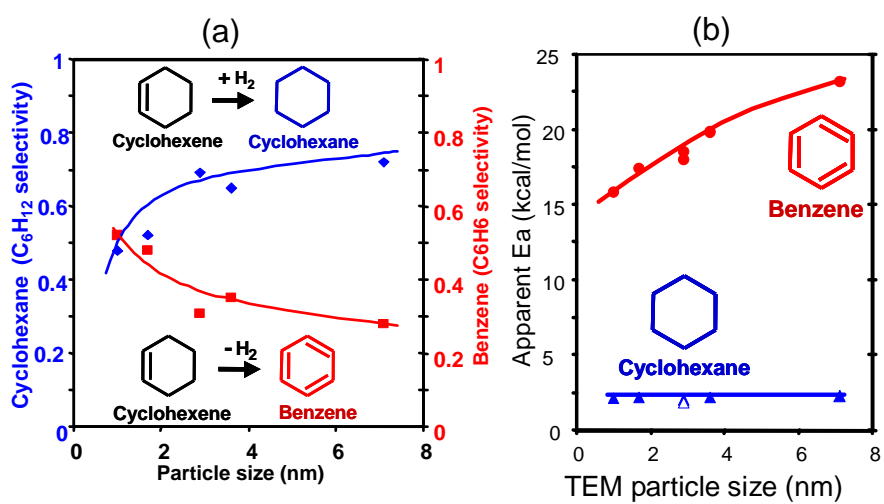 (a)
1
0.8
0.6
0.4
0.2
0
Cyclohexane (C6H12 selectivity)
+ H2
Cyclohexene
Cyclohexane
- H2
Cyclohexene
Benzene
0
2
4
6
8
Particle size (nm)
1
0.8
0.6
0.4
0.2
0
Benzene (C6H6 selectivity)
(b)
25
20
15
10
5
0
Apparent Ea (kcal/mol)
Benzene
Cyclohexane
0
2
4
6
8
TEM particle size (nm)